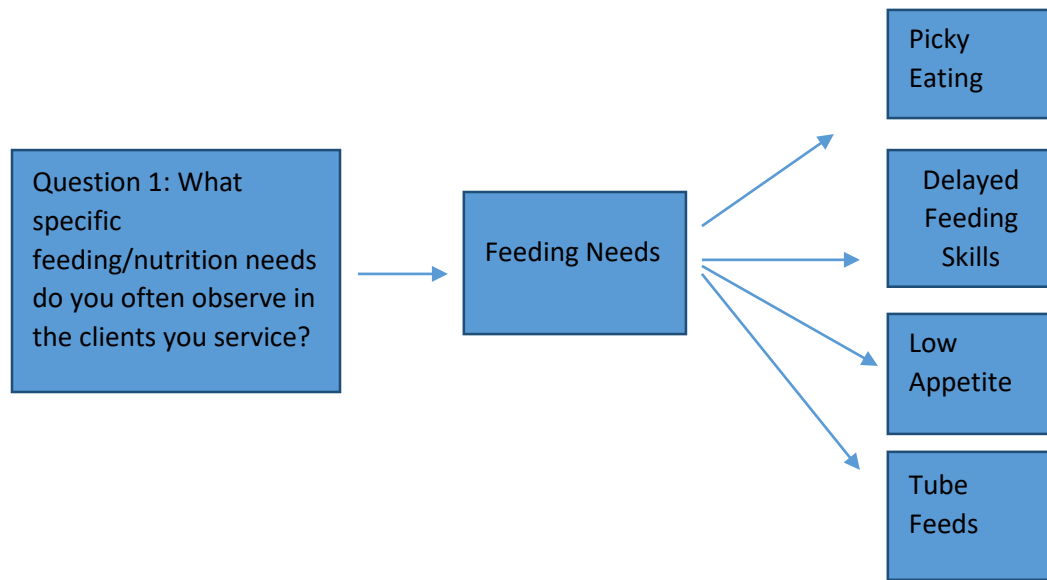 Question 1: What
specific
feeding/nutrition needs
do you often observe in
the clients you service?
Feeding Needs
Picky
Eating
Delayed
Feeding
Skills
Low
Appetite
Tube
Feeds